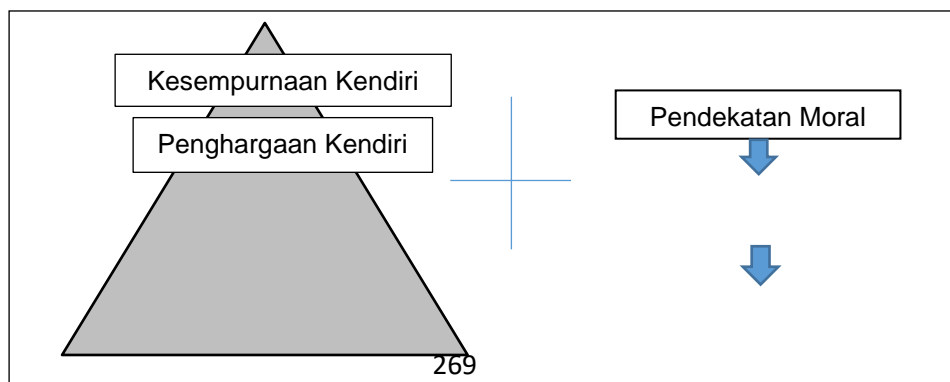 Kesempurnaan Kendiri
Penghargaan Kendiri
Pendekatan Moral
269